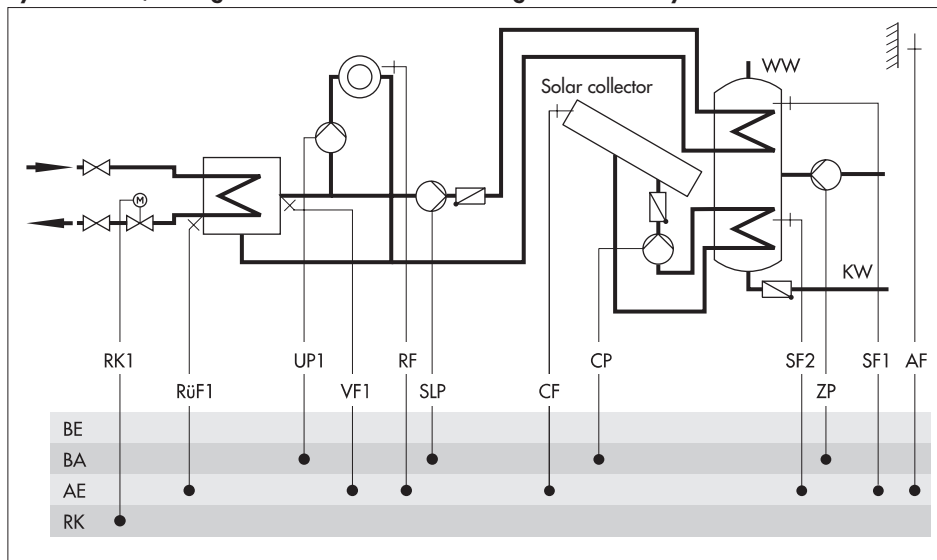 WW
Solar collector
M
KW
RK1 UP1 RF CP SF2 SF1 AF
RüF1 VF1 SLP CF ZP
BE
BA
AE
RK